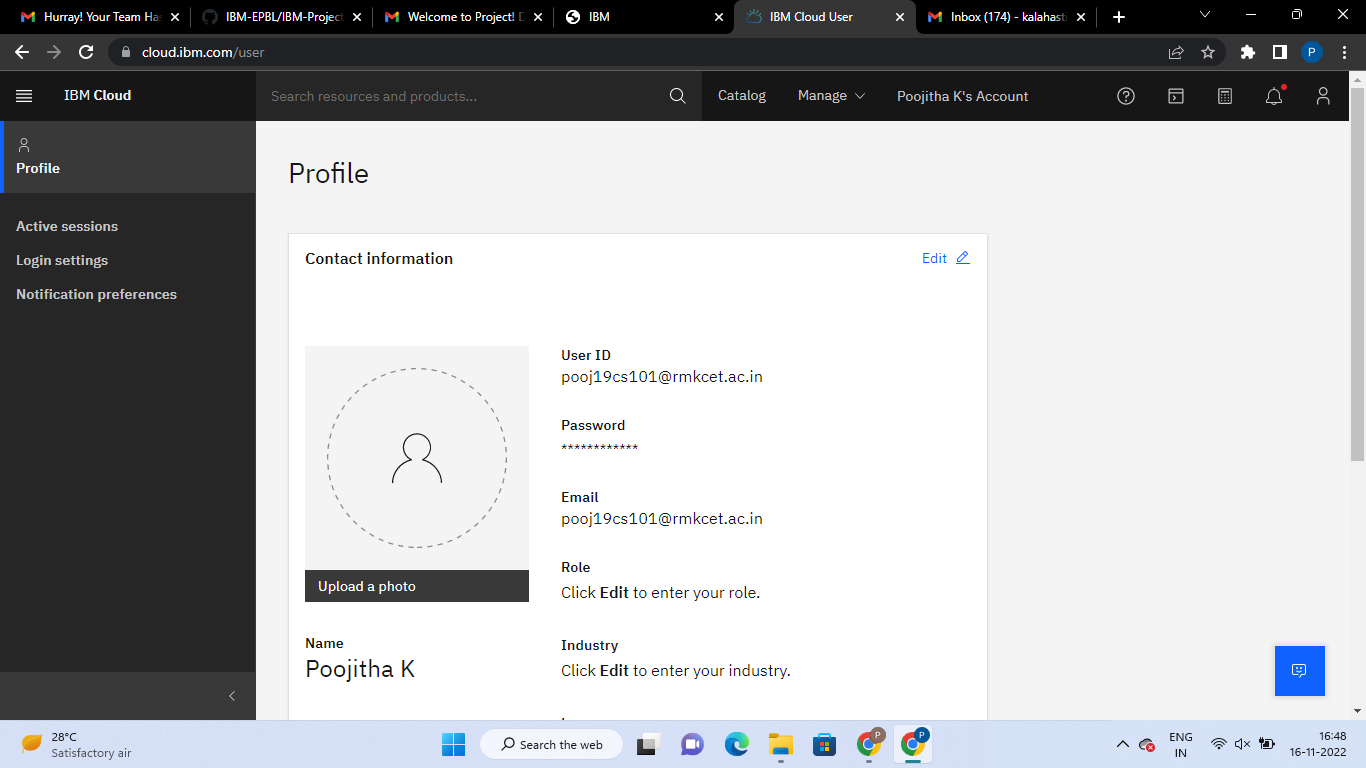 Hurray! Your Team Ha
IBM-EPBL/IBM-Project
Welcome to Project! D
IBM
IBM Cloud User
Inbox (174) - kalahasti
cloud.ibm.com/user
P
IBM Cloud
Search resources and products...
Catalog
Manage
Poojitha K's Account
Profile
Active sessions
Login settings
Notification preferences
Profile
Contact information
Edit
Upload a photo
Name
Poojitha K
User ID
pooj19cs101@rmkcet.ac.in
Password
************
Email
pooj19cs101@rmkcet.ac.in
Role
Click Edit to enter your role.
Industry
Click Edit to enter your industry.
28°C
Satisfactory air
Search the web
P
P
ENG
IN
16:48
16-11-2022